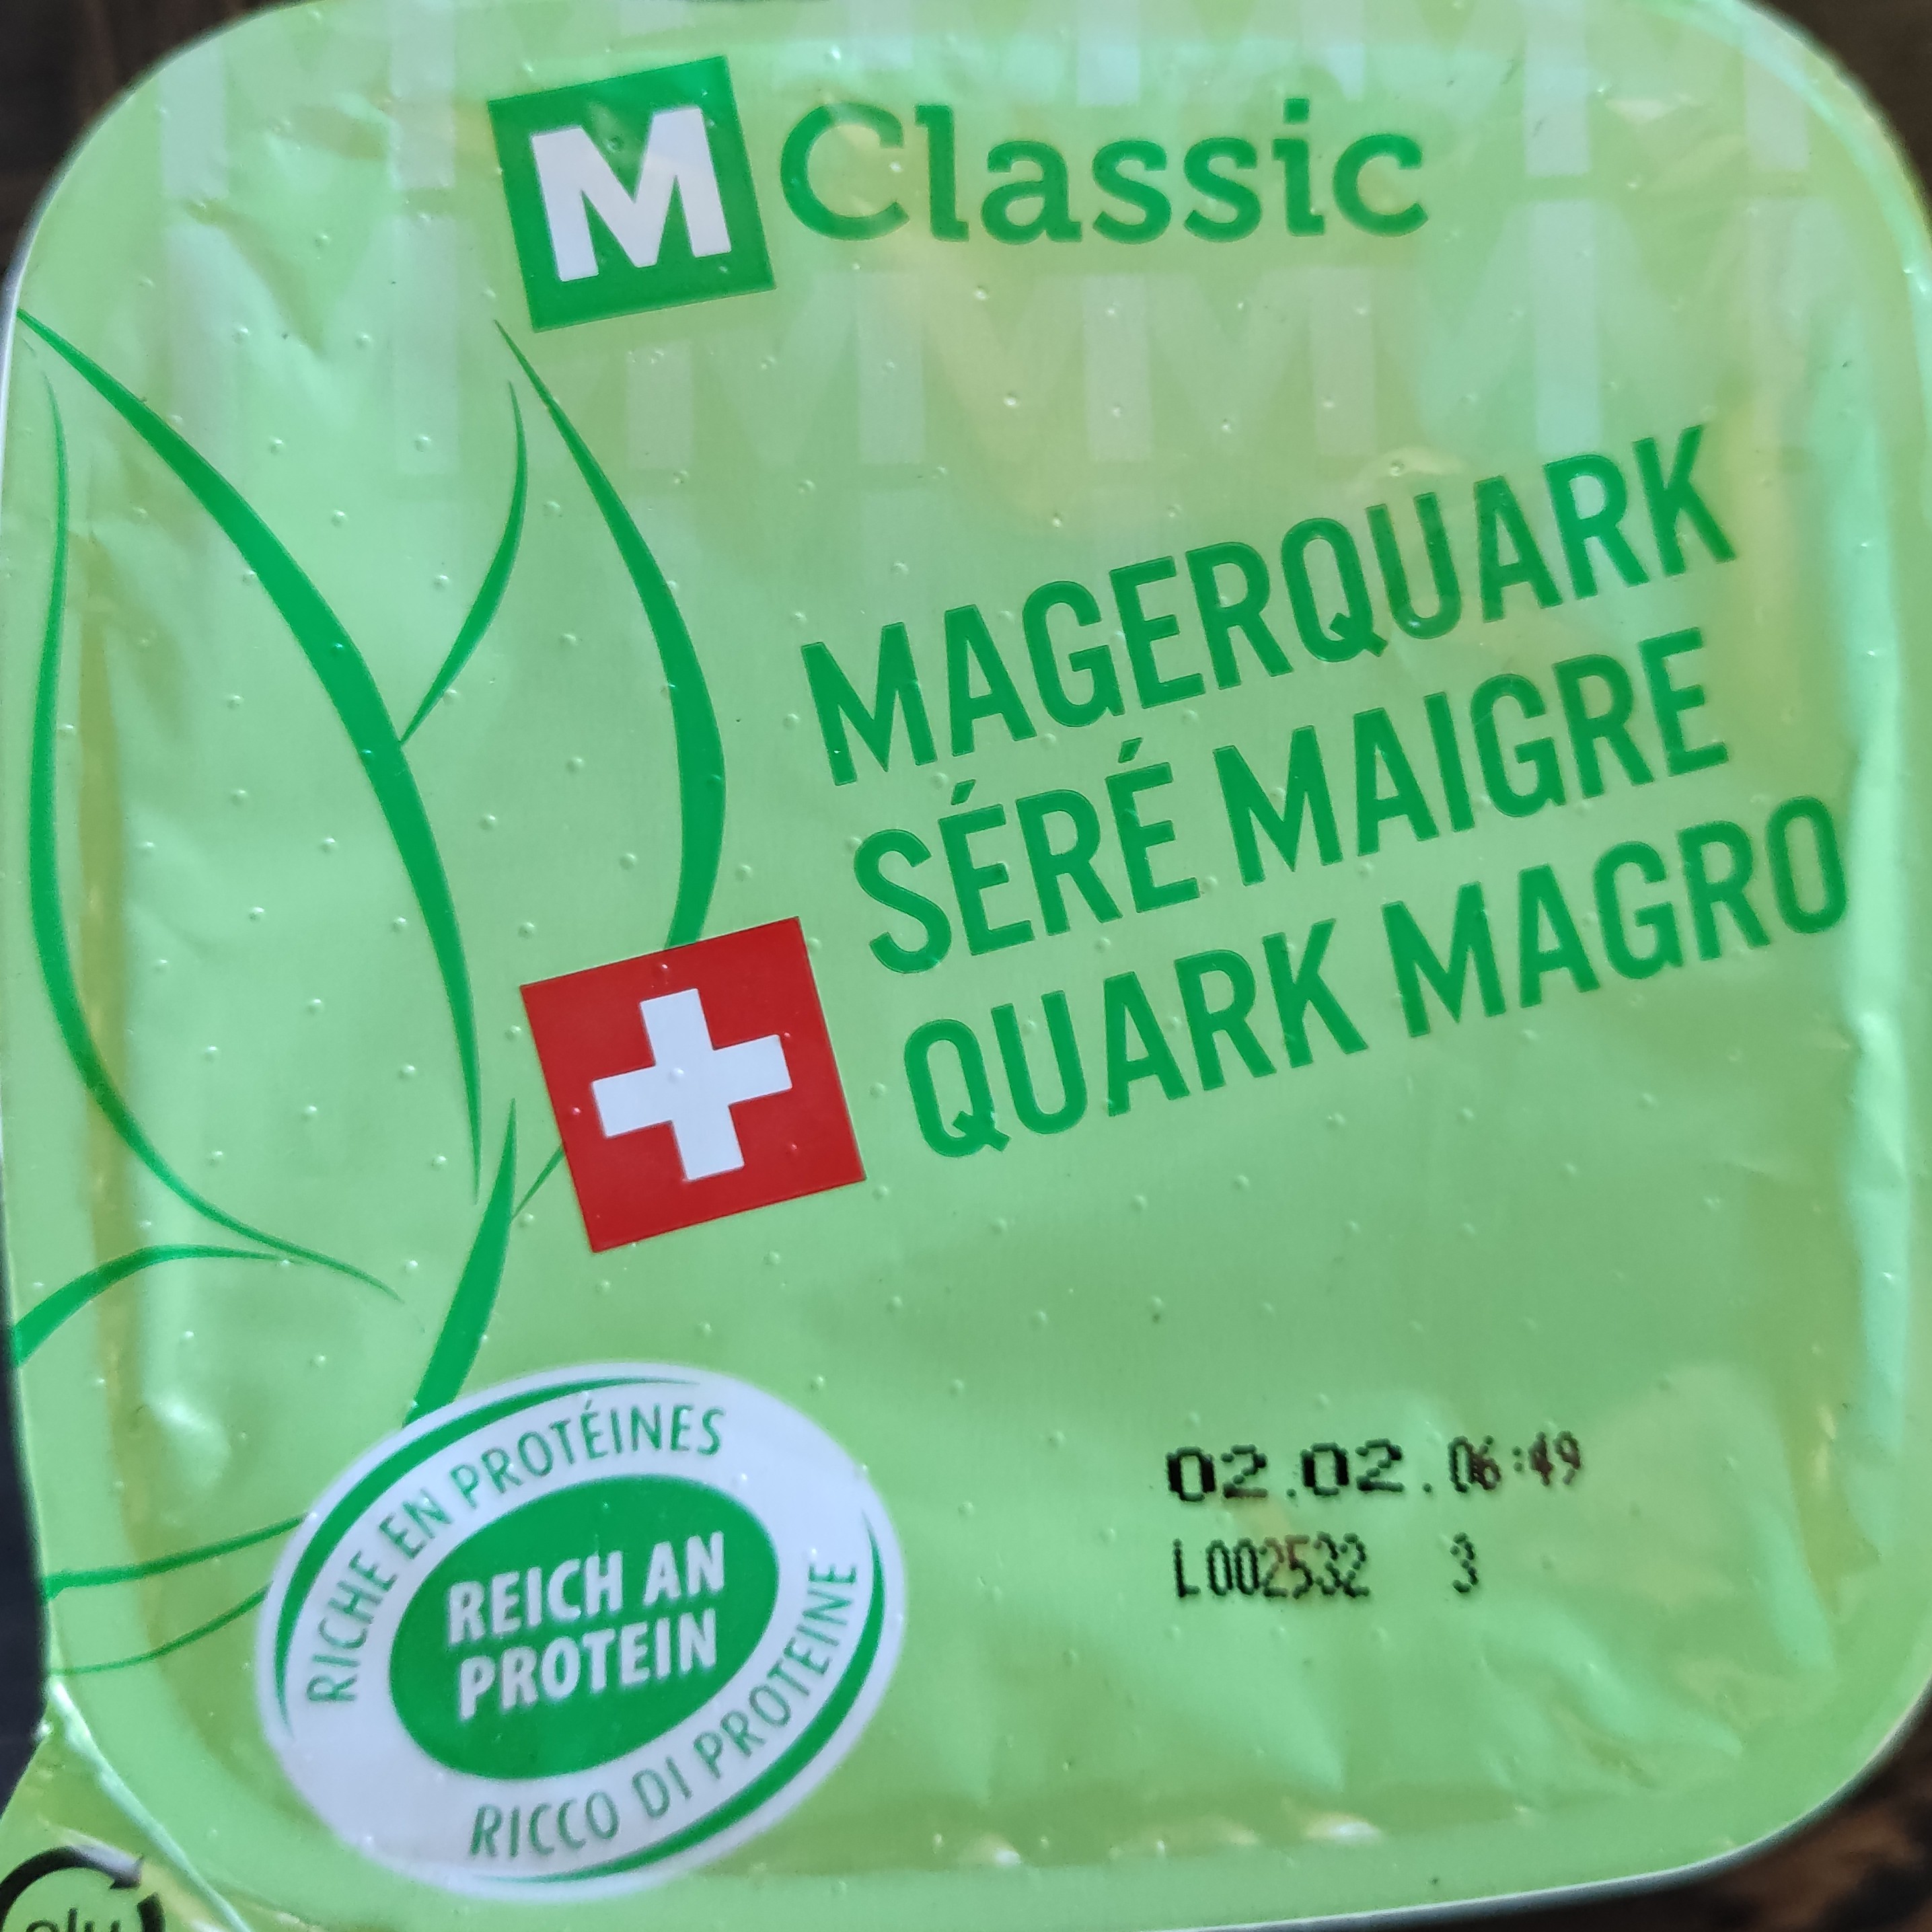 M Classic
MAGERQUARK
SÉRÉ MAIGRE
QUARK MAGRO
RICHE EN PROTÉINES
REICH AN
PROTEIN
RICCO DI PROTEINE
02.02.06:49
L002532 3
alu